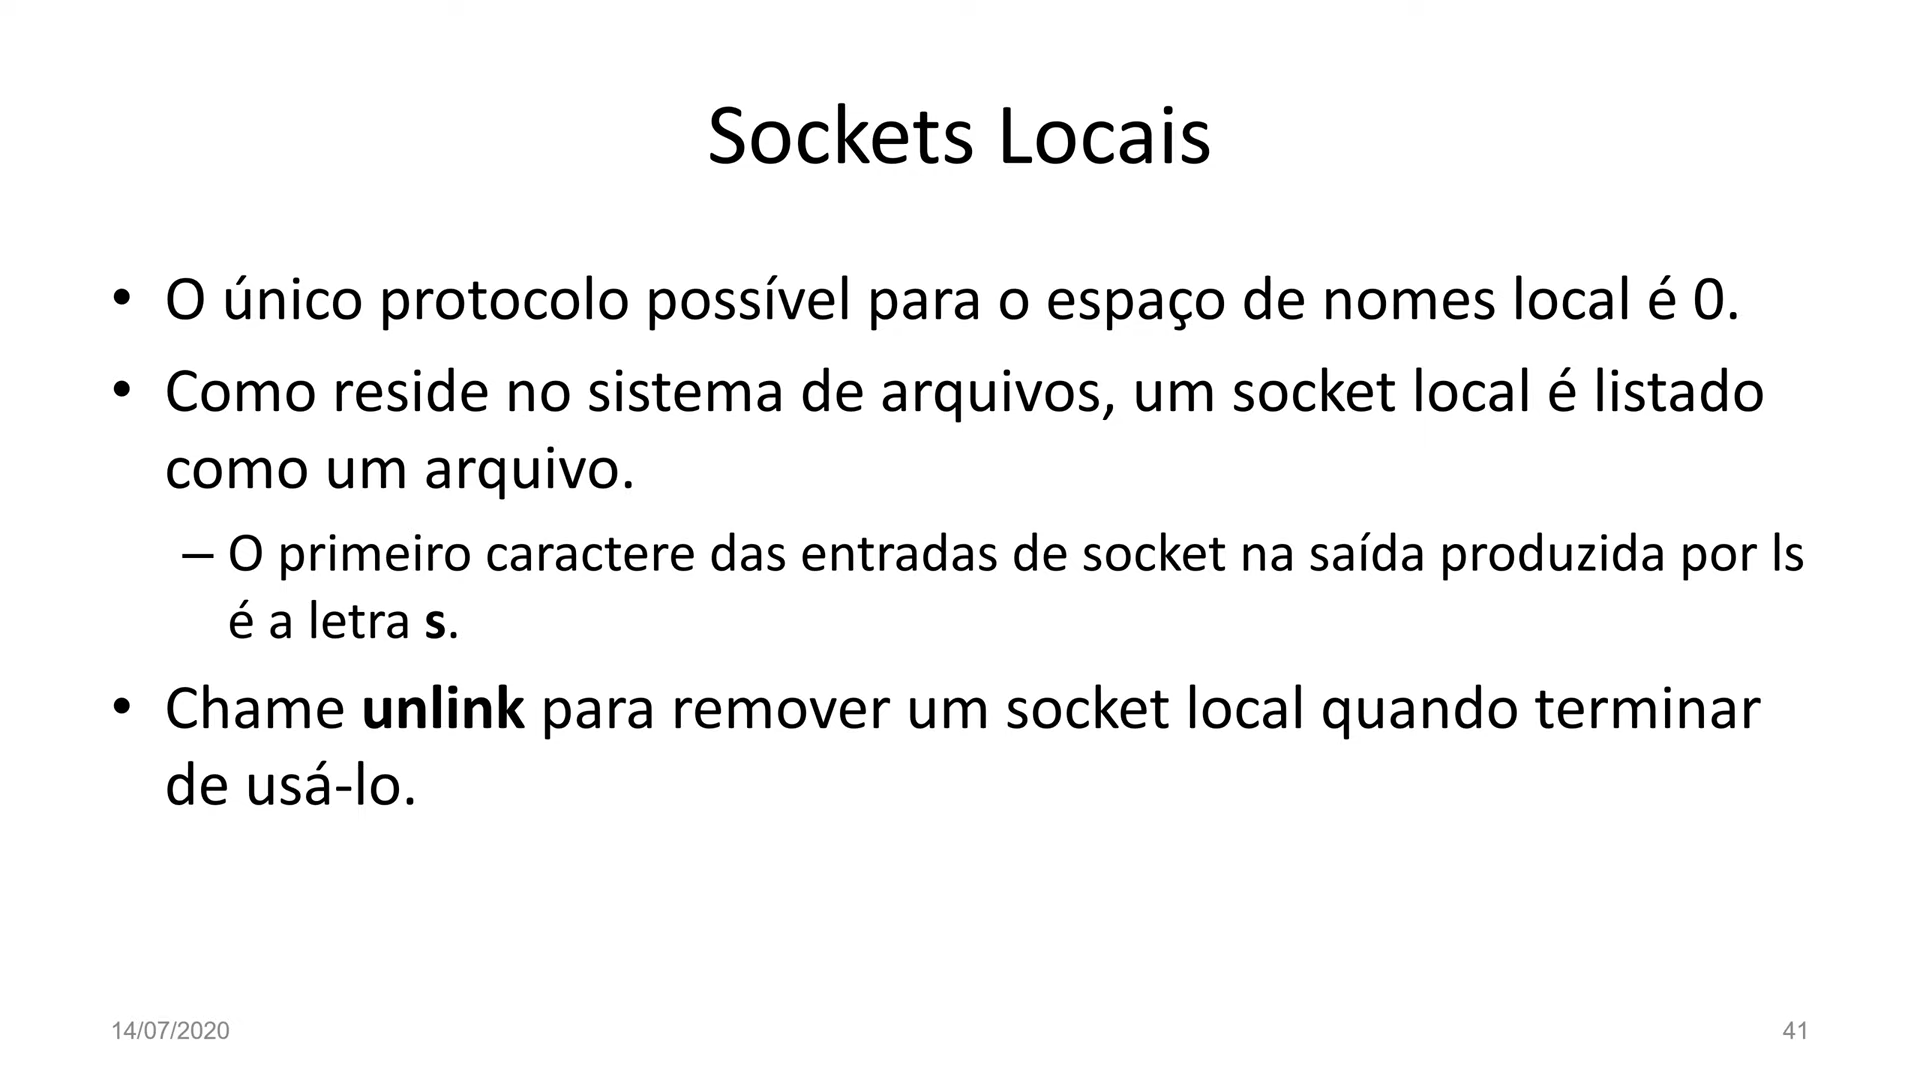 Sockets Locais
• O único protocolo possível para o espaço de nomes local é 0.
• Como reside no sistema de arquivos, um socket local é listado
como um arquivo.
– O primeiro caractere das entradas de socket na saída produzida por ls
é a letra s.
• Chame unlink para remover um socket local quando terminar
de usá-lo.
14/07/2020
41